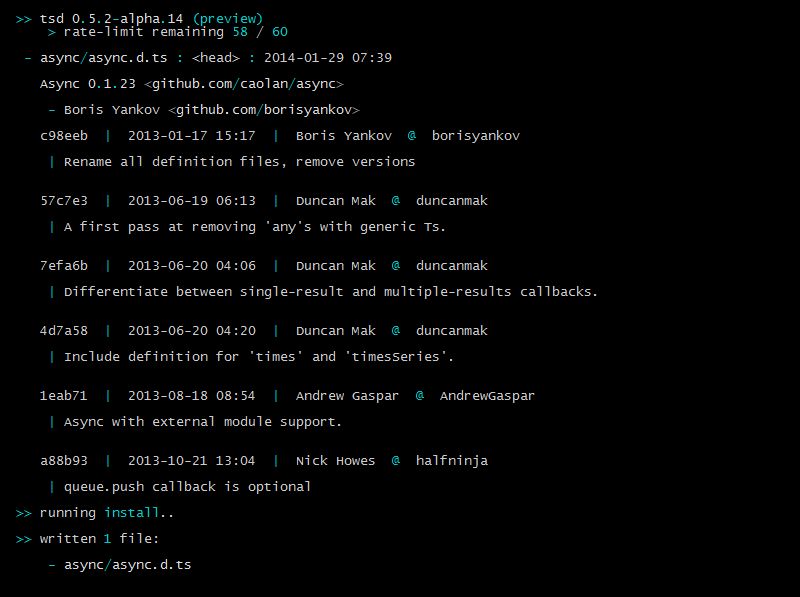 >> tsd 0.5.2-alpha.14 (preview)
> rate-limit remaining 58 / 60
- async/async.d.ts : <head> : 2014-01-29 07:39
Async 0.1.23 <github.com/caolan/async>
- Boris Yankov <github.com/borisyankov>
c98eeb | 2013-01-17 15:17 | Boris Yankov @ borisyankov
| Rename all definition files, remove versions
57c7e3 | 2013-06-19 06:13 | Duncan Mak @ duncanmak
| A first pass at removing 'any's with generic Ts.
7efa6b | 2013-06-20 04:06 | Duncan Mak @ duncanmak
| Differentiate between single-result and multiple-results callbacks.
4d7a58 | 2013-06-20 04:20 | Duncan Mak @ duncanmak
| Include definition for 'times' and 'timesSeries'.
1eab71 | 2013-08-18 08:54 | Andrew Gaspar @ AndrewGaspar
| Async with external module support.
a88b93 | 2013-10-21 13:04 | Nick Howes @ halfninja
| queue.push callback is optional
>> running install..
>> written 1 file:
- async/async.d.ts